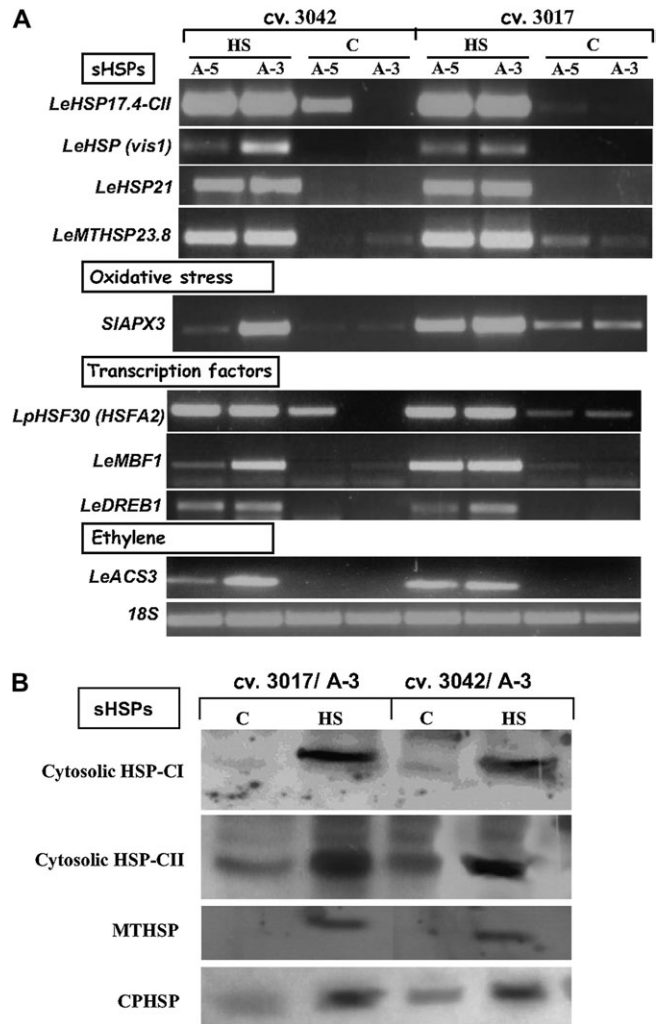 A
cv. 3042 cv. 3017
HS C HS C
sHSPs A-5 A-3 A-5 A-3 A-5 A-3 A-5 A-3
LeHSP17.4-CII
LeHSP (vis1)
LeHSP21
LeMTHSP23.8
Oxidative stress
SlAPX3
Transcription factors
LpHSF30 (HSFA2)
LeMBF1
LeDREB1
Ethylene
LeACS3
18S
B
cv. 3017/ A-3 cv. 3042/ A-3
sHSPs
C HS C HS
Cytosolic HSP-CI
Cytosolic HSP-CII
MTHSP
CPHSP